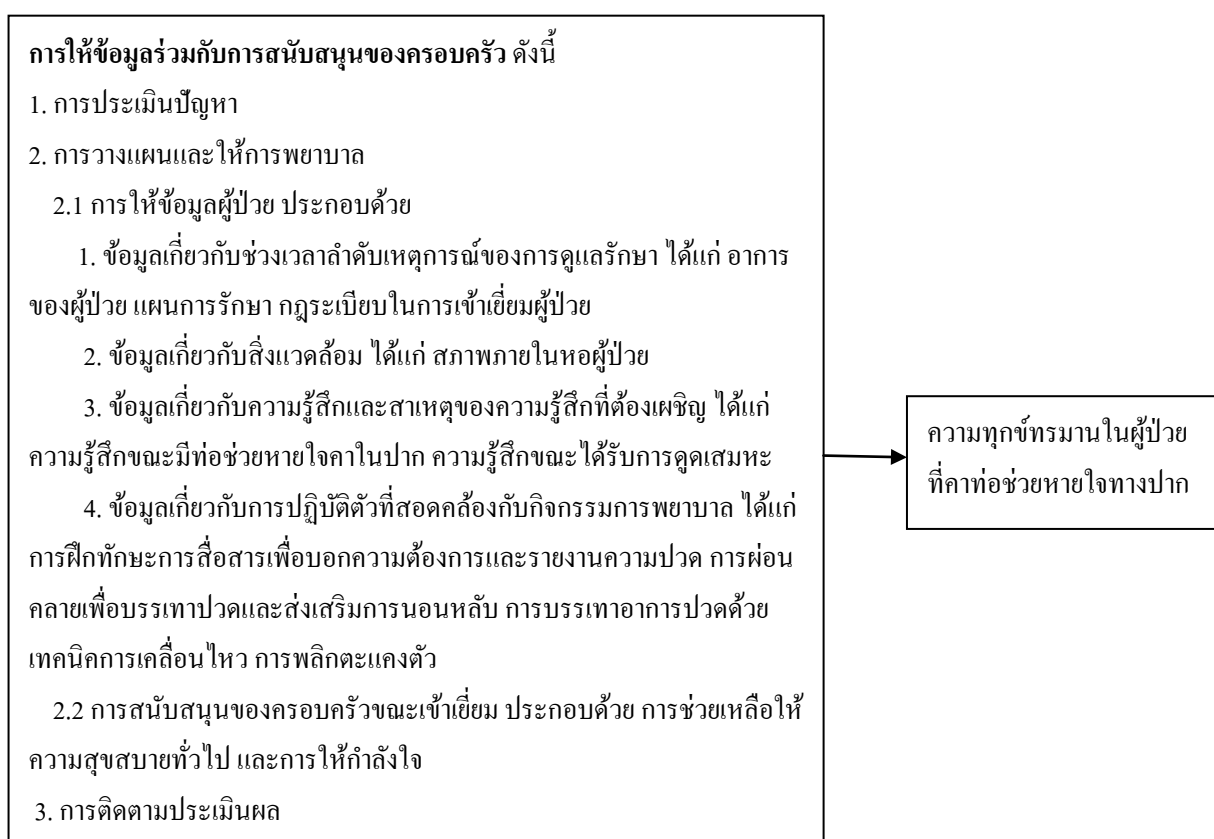 การให้ข้อมูลร่วมกับการสนับสนุนของครอบครัว ดังนี้
1. การประเมินปัญหา
2. การวางแผนและให้การพยาบาล
2.1 การให้ข้อมูลผู้ป่วย ประกอบด้วย
1. ข้อมูลเกี่ยวกับช่วงเวลาลำดับเหตุการณ์ของการดูแลรักษา ได้แก่ อาการ
ของผู้ป่วย แผนการรักษา กฎระเบียบในการเข้าเยี่ยมผู้ป่วย
2. ข้อมูลเกี่ยวกับสิ่งแวดล้อม ได้แก่ สภาพภายในหอผู้ป่วย
3. ข้อมูลเกี่ยวกับความรู้สึกและสาเหตุของความรู้สึกที่ต้องเผชิญ ได้แก่
ความรู้สึกขณะมีท่อช่วยหายใจคาในปาก ความรู้สึกขณะได้รับการดูดเสมหะ
4. ข้อมูลเกี่ยวกับการปฏิบัติตัวที่สอดคล้องกับกิจกรรมการพยาบาล ได้แก่
การฝึกทักษะการสื่อสารเพื่อบอกความต้องการและรายงานความปวด การผ่อน
คลายเพื่อบรรเทาปวดและส่งเสริมการนอนหลับ การบรรเทาอาการปวดด้วย
เทคนิคการเคลื่อนไหว การพลิกตะแคงตัว
2.2 การสนับสนุนของครอบครัวขณะเข้าเยี่ยม ประกอบด้วย การช่วยเหลือให้
ความสุขสบายทั่วไป และการให้กำลังใจ
3. การติดตามประเมินผล
ความทุกข์ทรมานในผู้ป่วย
ที่คาท่อช่วยหายใจทางปาก